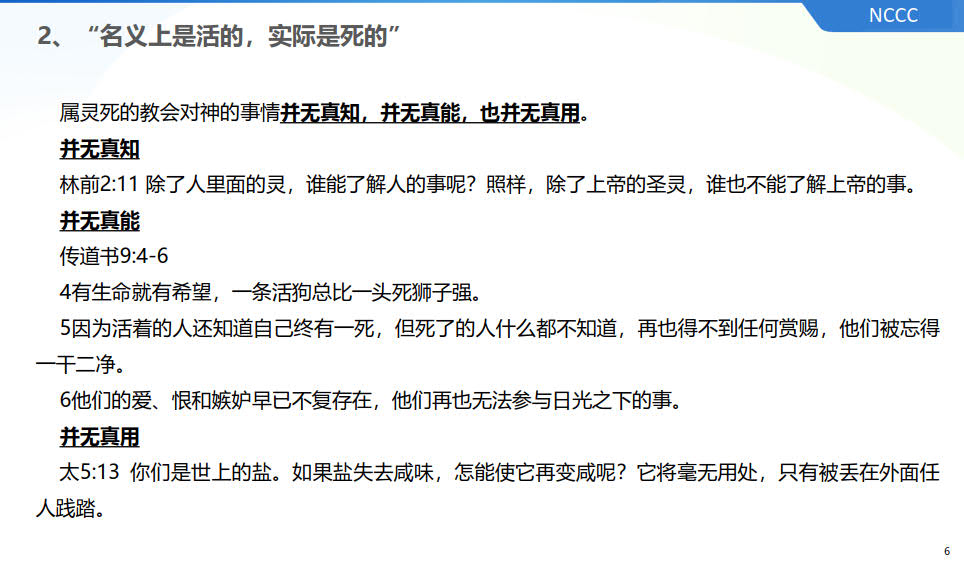 NCCC
2、“名义上是活的，实际是死的”
属灵死的教会对神的事情并无真知，并无真能，也并无真用。
并无真知
林前2:11 除了人里面的灵，谁能了解人的事呢？照样，除了上帝的圣灵，谁也不能了解上帝的事。
并无真能
传道书9:4-6
4有生命就有希望，一条活狗总比一头死狮子强。
5因为活着的人还知道自己终有一死，但死了的人什么都不知道，再也得不到任何赏赐，他们被忘得
一干二净。
6他们的爱、恨和嫉妒早已不复存在，他们再也无法参与日光之下的事。
并无真用
太5:13 你们是世上的盐。如果盐失去咸味，怎能使它再变咸呢？它将毫无用处，只有被丢在外面任
人践踏。
6